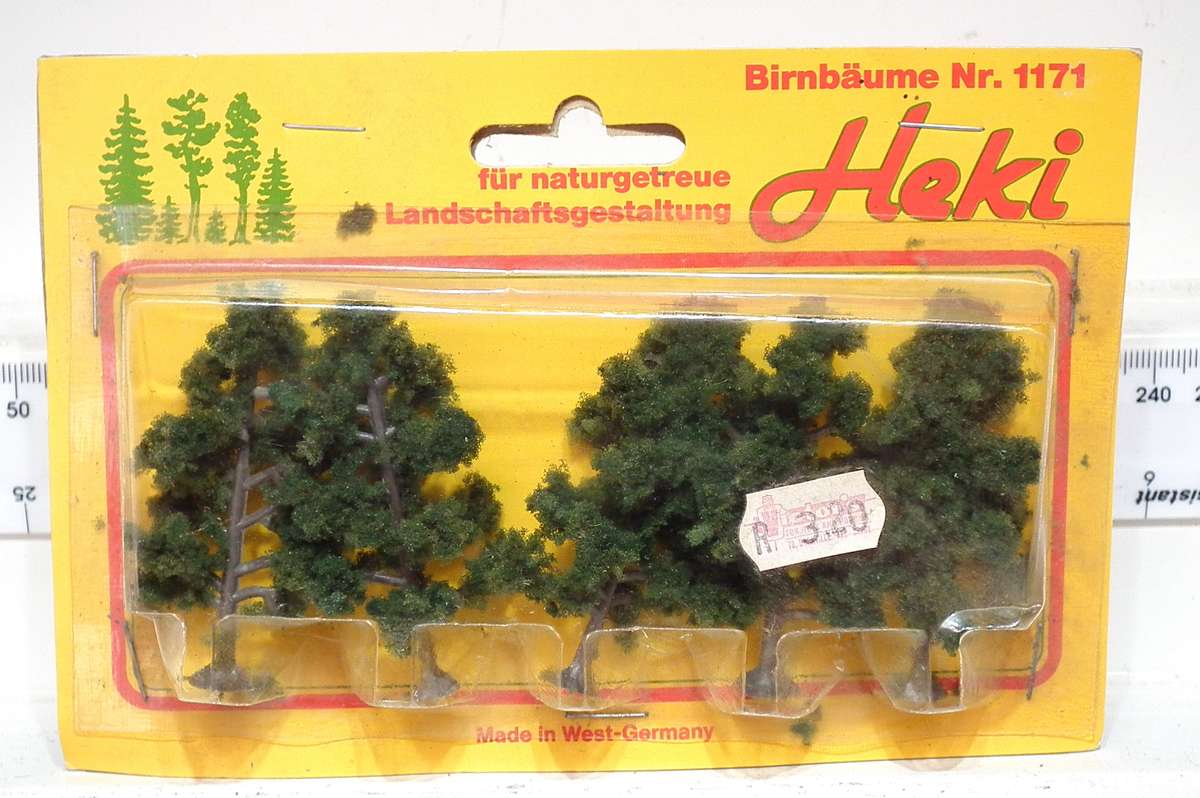 Birnbäume Nr. 1171
Heki
für naturgetreue
Landschaftsgestaltung
50
25
240
R
Made in West-Germany